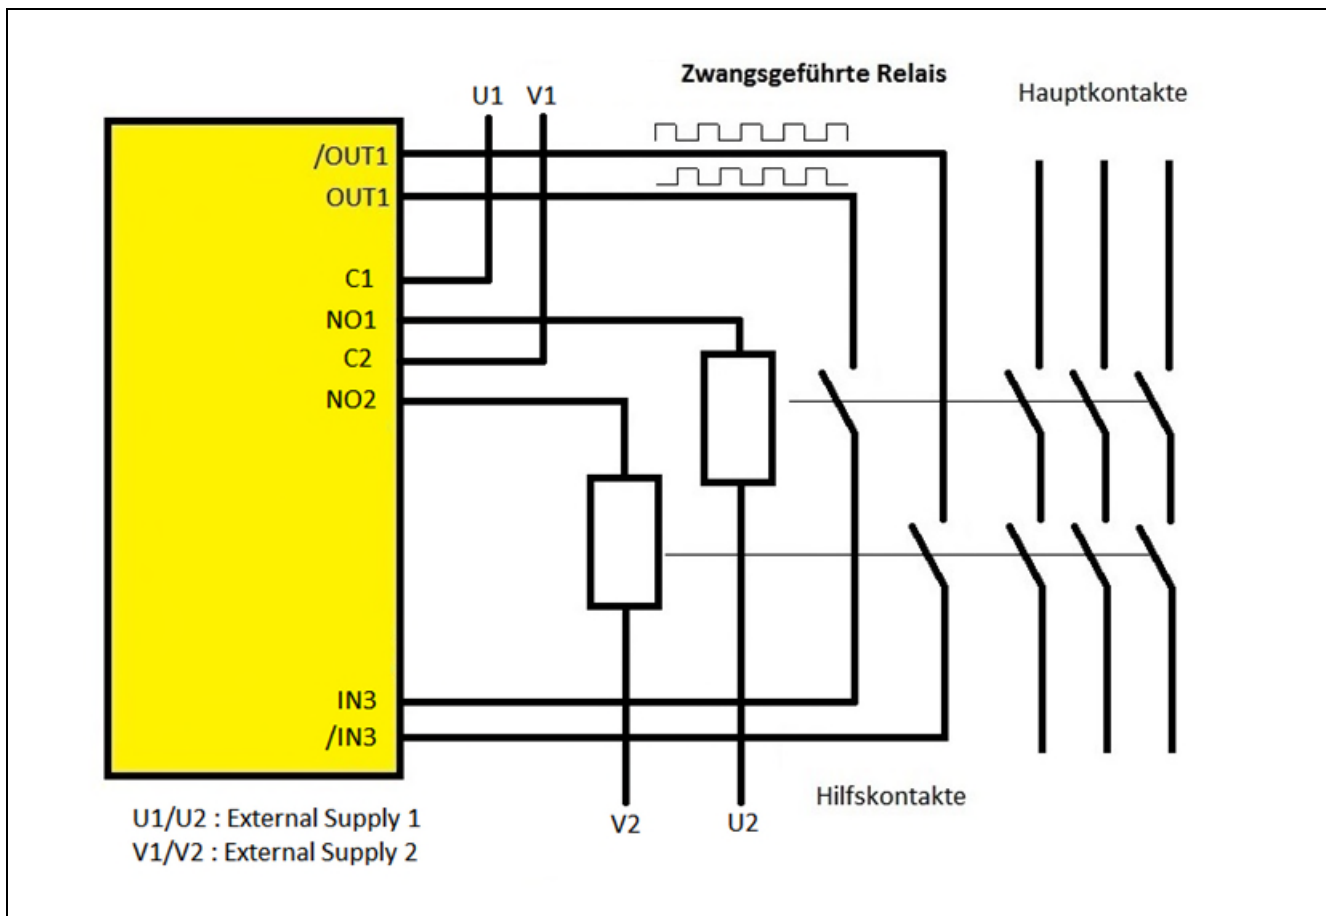 Zwangsgeführte Relais
Hauptkontakte
U1 V1
/OUT1
OUT1
C1
NO1
C2
NO2
IN3
/IN3
Hilfskontakte
V2 U2
U1/U2 : External Supply 1
V1/V2 : External Supply 2